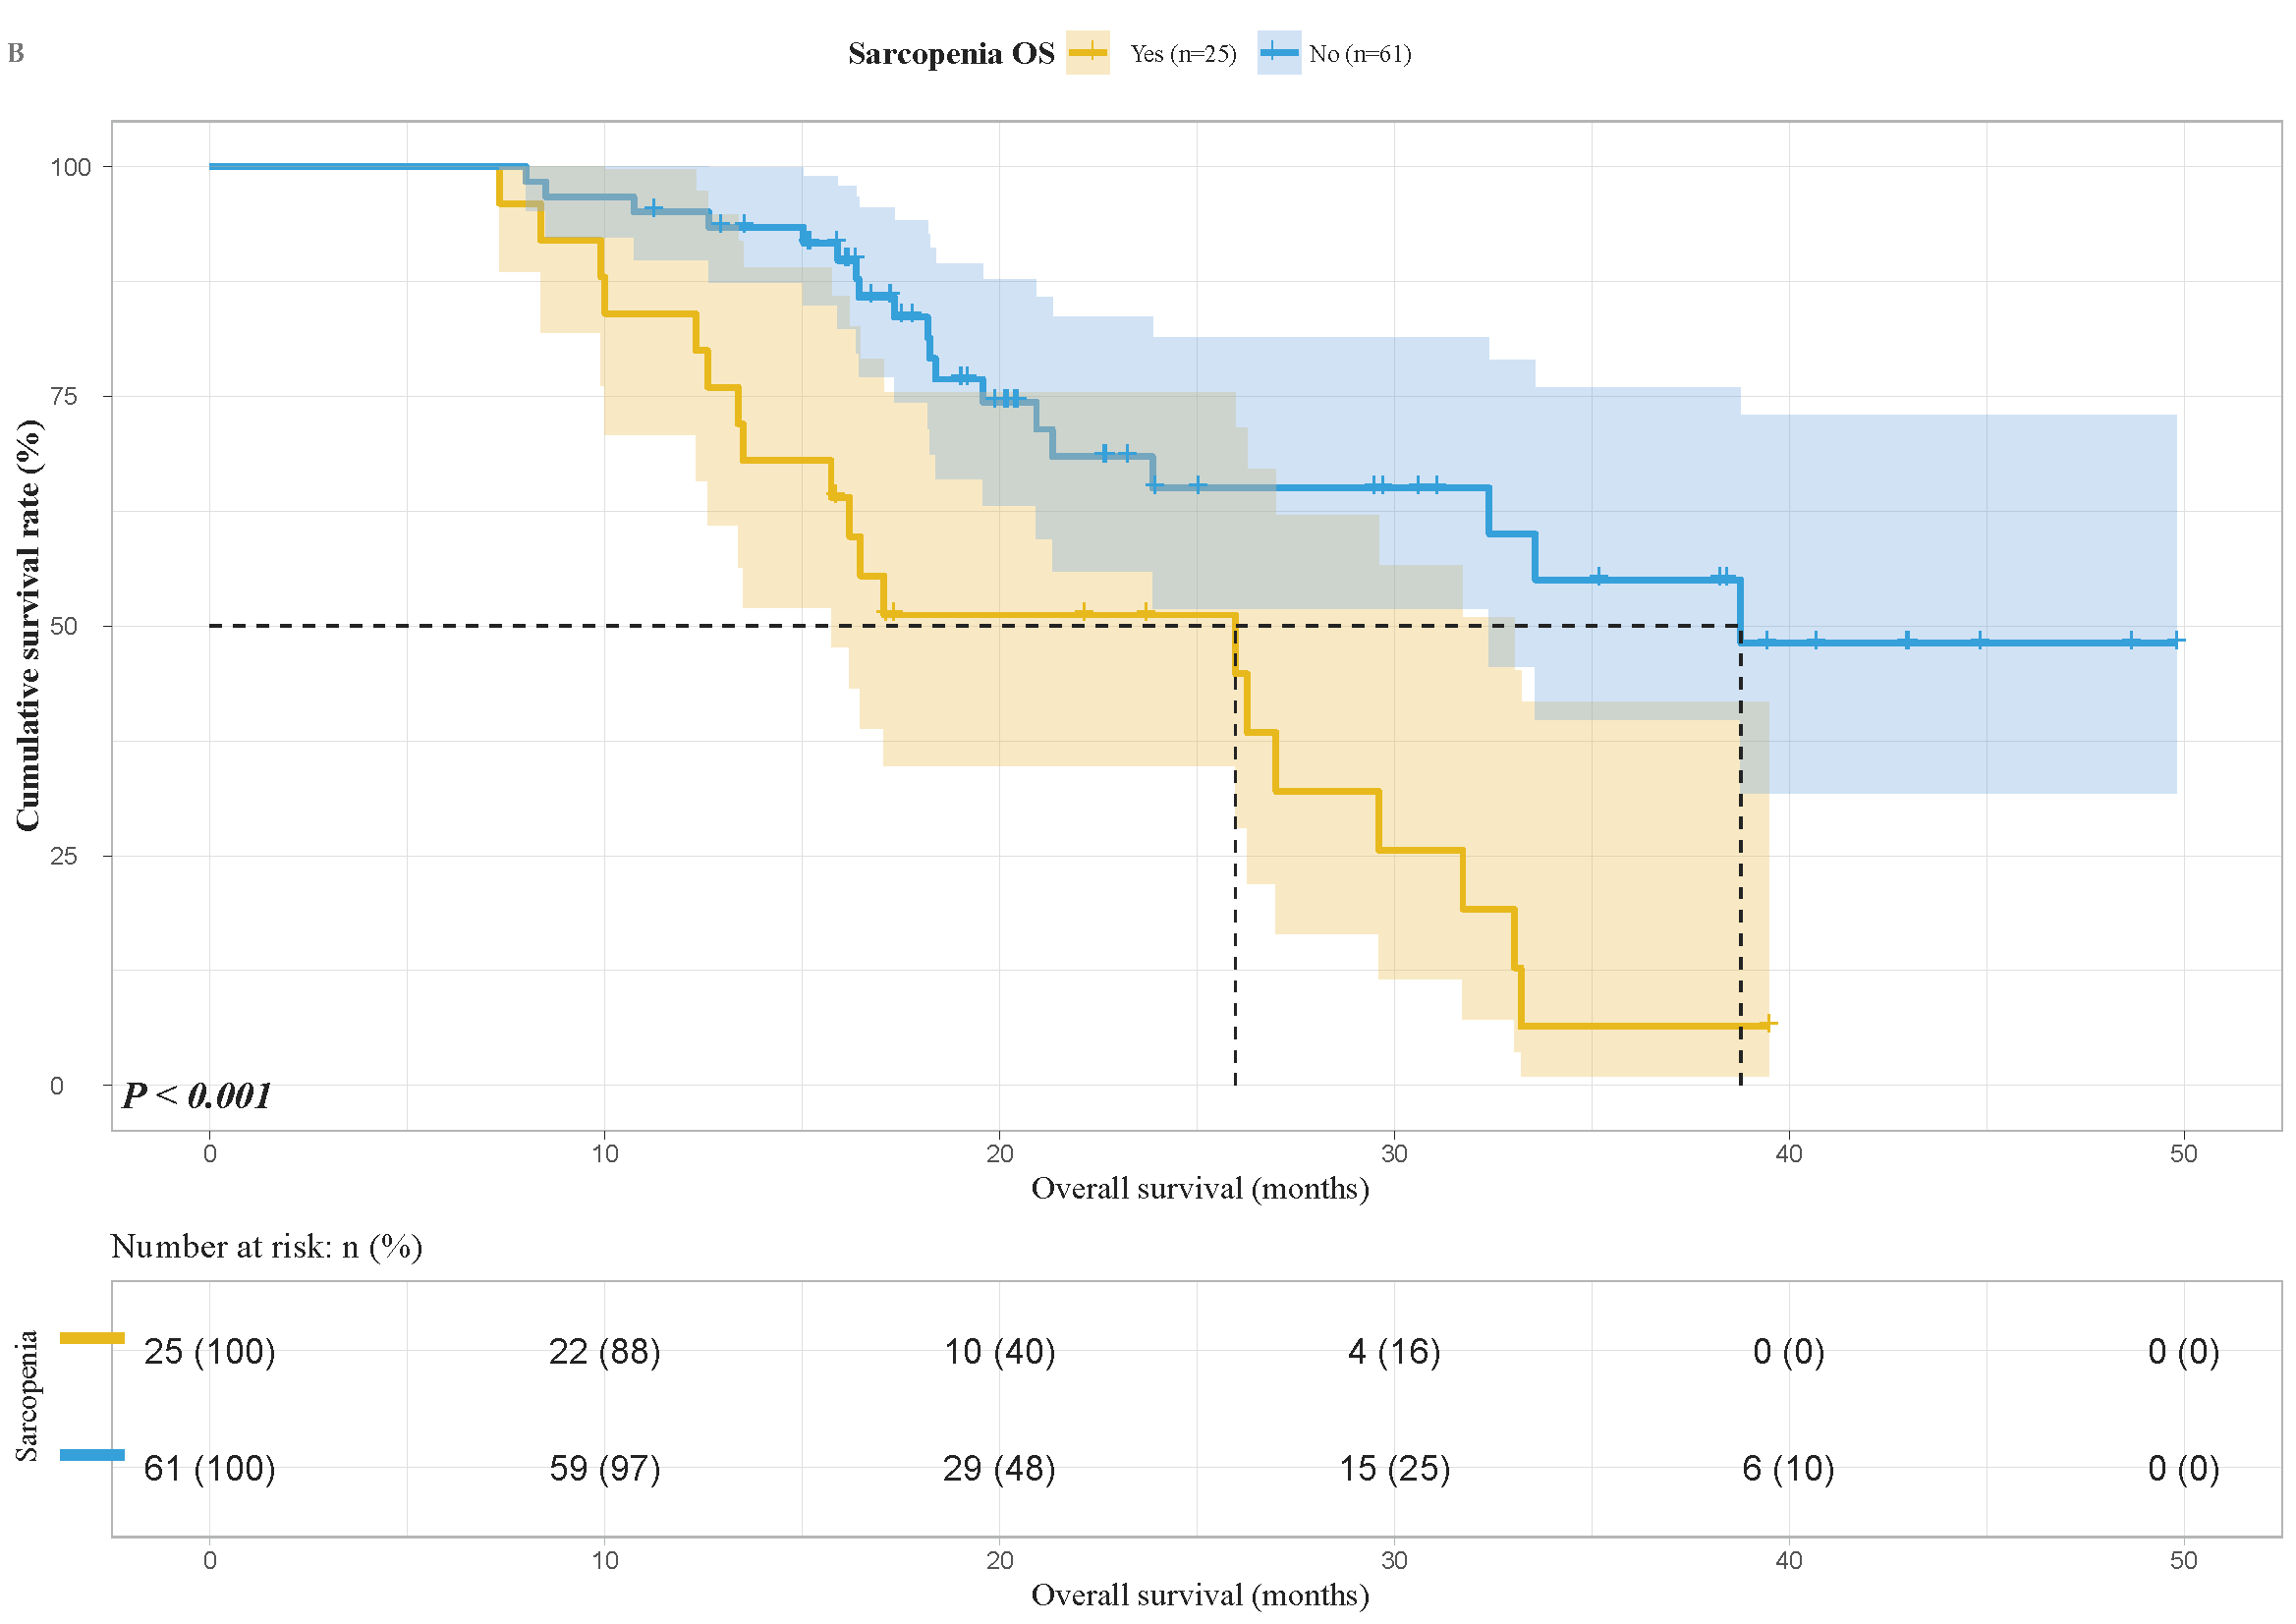 B
Sarcopenia OS Yes (n=25) No (n=61)
Cumulative survival rate (%)
100
75
50
25
0
P < 0.001
0 10 20 30 40 50
Overall survival (months)
Number at risk: n (%)
Sarcopenia
25 (100) 22 (88) 10 (40) 4 (16) 0 (0) 0 (0)
61 (100) 59 (97) 29 (48) 15 (25) 6 (10) 0 (0)
0 10 20 30 40 50
Overall survival (months)